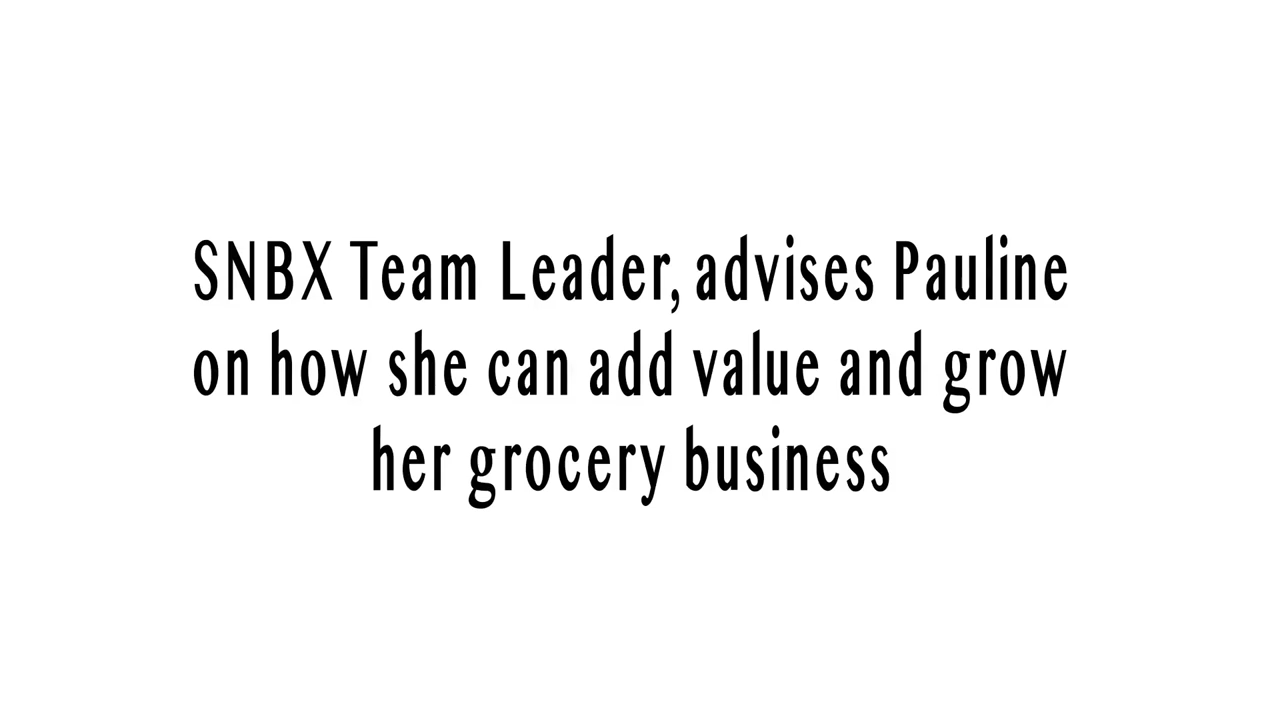 SNBX Team Leader, advises Pauline
on how she can add value and grow
her grocery business